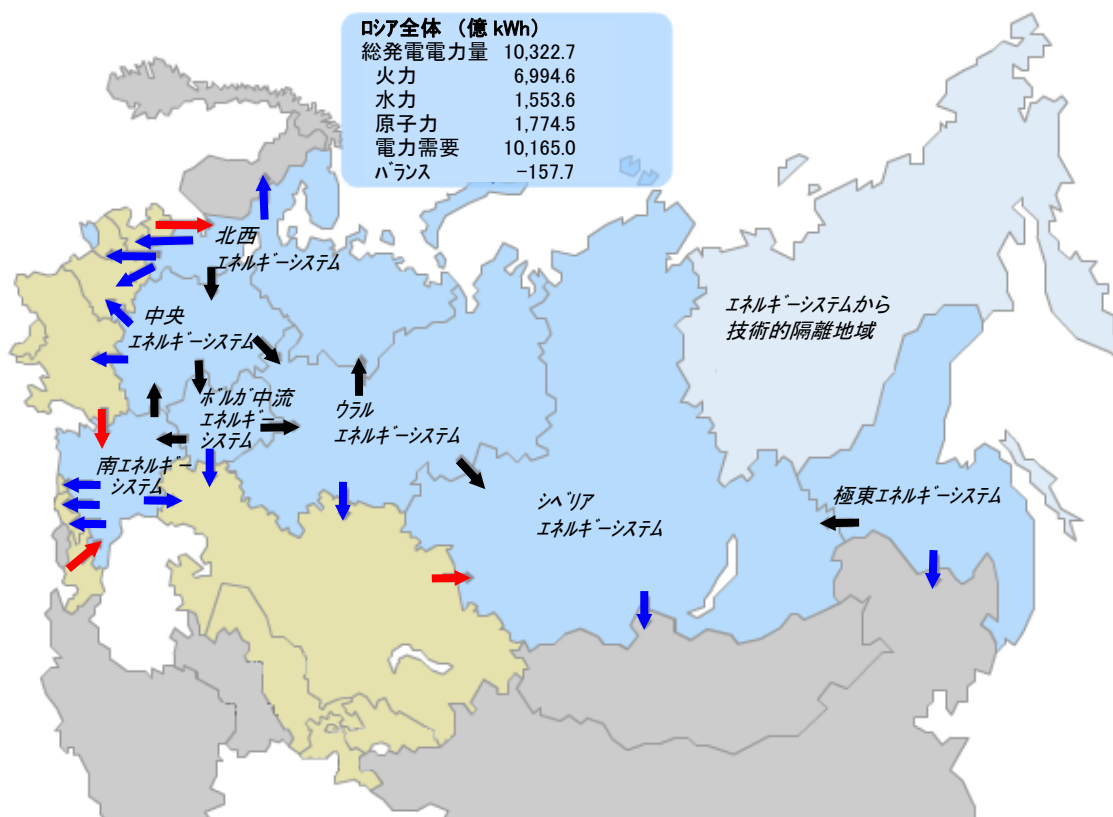 ﾛｼｱ全体 （億 kWh）
総発電電力量 10,322.7
火力 6,994.6
水力 1,553.6
原子力 1,774.5
電力需要 10,165.0
ﾊﾞﾗﾝｽ −157.7
北西
ｴﾈﾙｷﾞｰｼｽﾃﾑ
中央
ｴﾈﾙｷﾞｰｼｽﾃﾑ
ﾎﾞﾙｶﾞ中流
ｴﾈﾙｷﾞｰ
ｼｽﾃﾑ
ｳﾗﾙ
ｴﾈﾙｷﾞｰｼｽﾃﾑ
南ｴﾈﾙｷﾞｰ
ｼｽﾃﾑ
ｼﾍﾞﾘｱ
ｴﾈﾙｷﾞｰｼｽﾃﾑ
ｴﾈﾙｷﾞｰｼｽﾃﾑから
技術的隔離地域
極東ｴﾈﾙｷﾞｰｼｽﾃﾑ